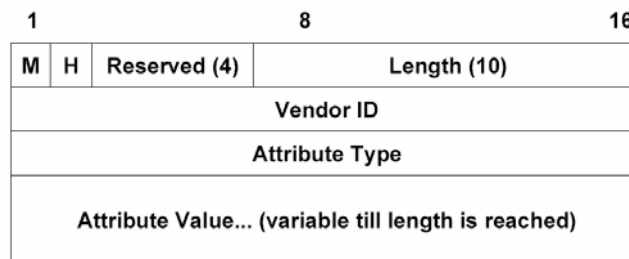 1 8 16
M H Reserved (4) Length (10)
Vendor ID
Attribute Type
Attribute Value... (variable till length is reached)